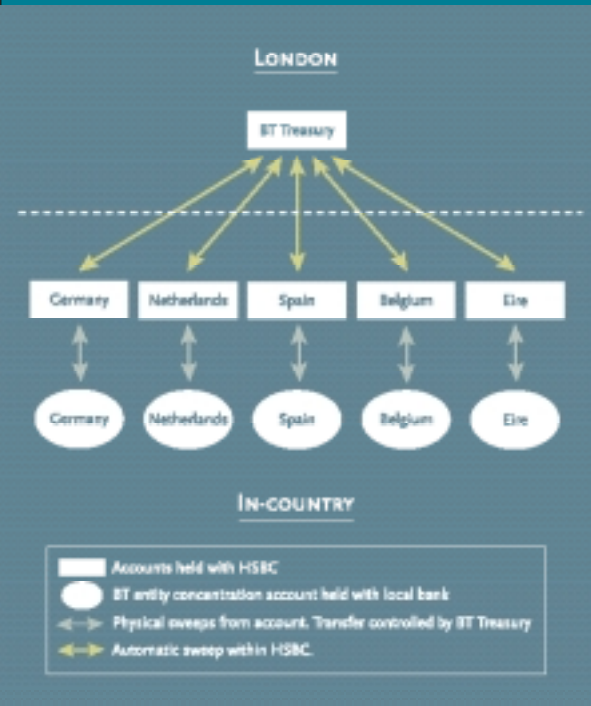 LONDON
BT Treasury
Germany Netherlands Spain Belgium Eire
Germany Netherlands Spain Belgium Eire
IN-COUNTRY
Accounts held with HSBC
BT entity concentration account held with local bank
Physical sweeps from account. Transfer controlled by BT Treasury
Automatic sweep within HSBC.